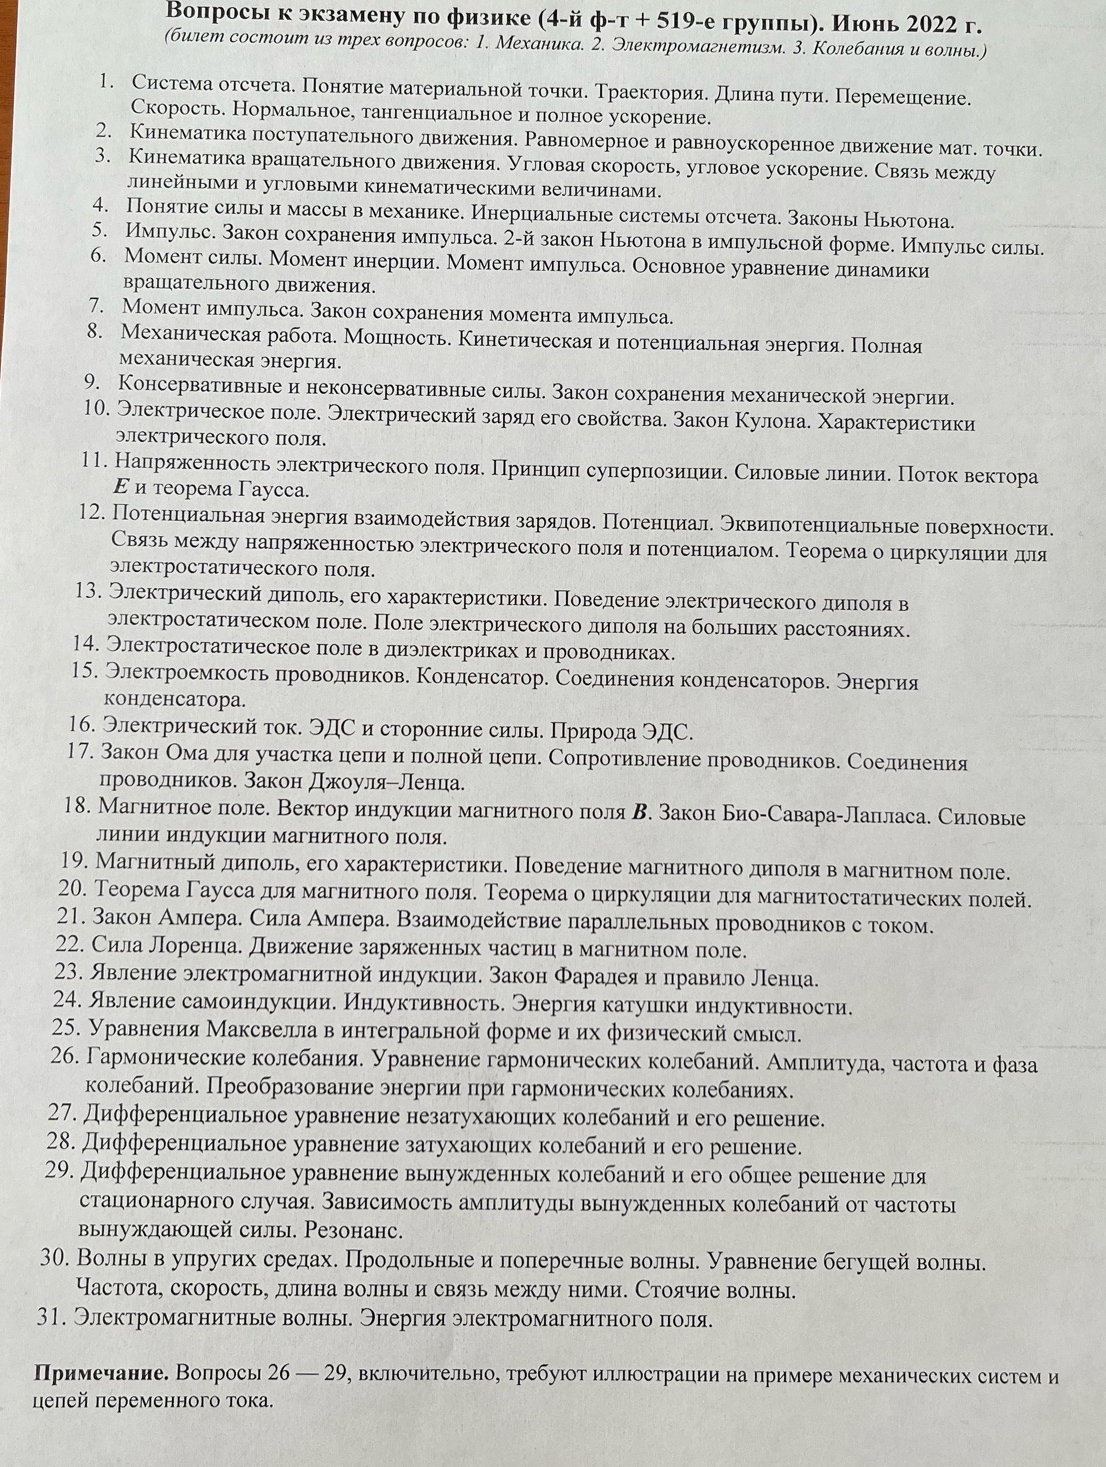 Вопросы к экзамену по физике (4-й ф-т + 519-е группы). Июнь 2022 г.
(билет состоит из трех вопросов: 1. Механика. 2. Электромагнетизм. 3. Колебания и волны.)
1. Система отсчета. Понятие материальной точки. Траектория. Длина пути. Перемещение.
Скорость. Нормальное, тангенциальное и полное ускорение.
2. Кинематика поступательного движения. Равномерное и равноускоренное движение мат. точки.
3. Кинематика вращательного движения. Угловая скорость, угловое ускорение. Связь между
линейными и угловыми кинематическими величинами.
4. Понятие силы и массы в механике. Инерциальные системы отсчета. Законы Ньютона.
5. Импульс. Закон сохранения импульса. 2-й закон Ньютона в импульсной форме. Импульс силы.
6. Момент силы. Момент инерции. Момент импульса. Основное уравнение динамики
вращательного движения.
7. Момент импульса. Закон сохранения момента импульса.
8. Механическая работа. Мощность. Кинетическая и потенциальная энергия. Полная
механическая энергия.
9. Консервативные и неконсервативные силы. Закон сохранения механической энергии.
10. Электрическое поле. Электрический заряд его свойства. Закон Кулона. Характеристики
электрического поля.
11. Напряженность электрического поля. Принцип суперпозиции. Силовые линии. Поток вектора
E и теорема Гаусса.
12. Потенциальная энергия взаимодействия зарядов. Потенциал. Эквипотенциальные поверхности.
Связь между напряженностью электрического поля и потенциалом. Теорема о циркуляции для
электростатического поля.
13. Электрический диполь, его характеристики. Поведение электрического диполя в
электростатическом поле. Поле электрического диполя на больших расстояниях.
14. Электростатическое поле в диэлектриках и проводниках.
15. Электроемкость проводников. Конденсатор. Соединения конденсаторов. Энергия
конденсатора.
16. Электрический ток. ЭДС и сторонние силы. Природа ЭДС.
17. Закон Ома для участка цепи и полной цепи. Сопротивление проводников. Соединения
проводников. Закон Джоуля–Ленца.
18. Магнитное поле. Вектор индукции магнитного поля B. Закон Био-Савара-Лапласа. Силовые
линии индукции магнитного поля.
19. Магнитный диполь, его характеристики. Поведение магнитного диполя в магнитном поле.
20. Теорема Гаусса для магнитного поля. Теорема о циркуляции для магнитостатических полей.
21. Закон Ампера. Сила Ампера. Взаимодействие параллельных проводников с током.
22. Сила Лоренца. Движение заряженных частиц в магнитном поле.
23. Явление электромагнитной индукции. Закон Фарадея и правило Ленца.
24. Явление самоиндукции. Индуктивность. Энергия катушки индуктивности.
25. Уравнения Максвелла в интегральной форме и их физический смысл.
26. Гармонические колебания. Уравнение гармонических колебаний. Амплитуда, частота и фаза
колебаний. Преобразование энергии при гармонических колебаниях.
27. Дифференциальное уравнение незатухающих колебаний и его решение.
28. Дифференциальное уравнение затухающих колебаний и его решение.
29. Дифференциальное уравнение вынужденных колебаний и его общее решение для
стационарного случая. Зависимость амплитуды вынужденных колебаний от частоты
вынуждающей силы. Резонанс.
30. Волны в упругих средах. Продольные и поперечные волны. Уравнение бегущей волны.
Частота, скорость, длина волны и связь между ними. Стоячие волны.
31. Электромагнитные волны. Энергия электромагнитного поля.
Примечание. Вопросы 26 — 29, включительно, требуют иллюстрации на примере механических систем и
цепей переменного тока.